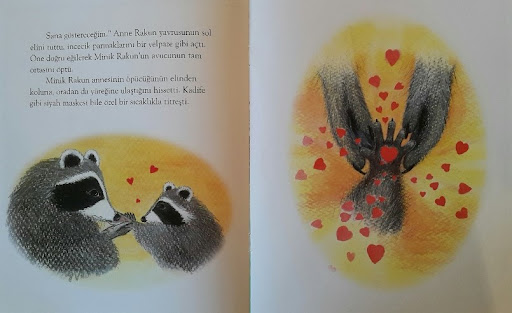 Sana göstereceğim." Anne Rakun yavrusunun sol
elini tuttu, incecik parmaklarını bir yelpaze gibi açtı.
Öne doğru eğilerek Minik Rakun'un avucunun tam
ortasını öptü.
Minik Rakun annesinin öpücüğünün elinden
koluna, oradan da yüreğine ulaştığını hissetti. Kadife
gibi siyah maskesi bile özel bir sıcaklıkla titreşti.